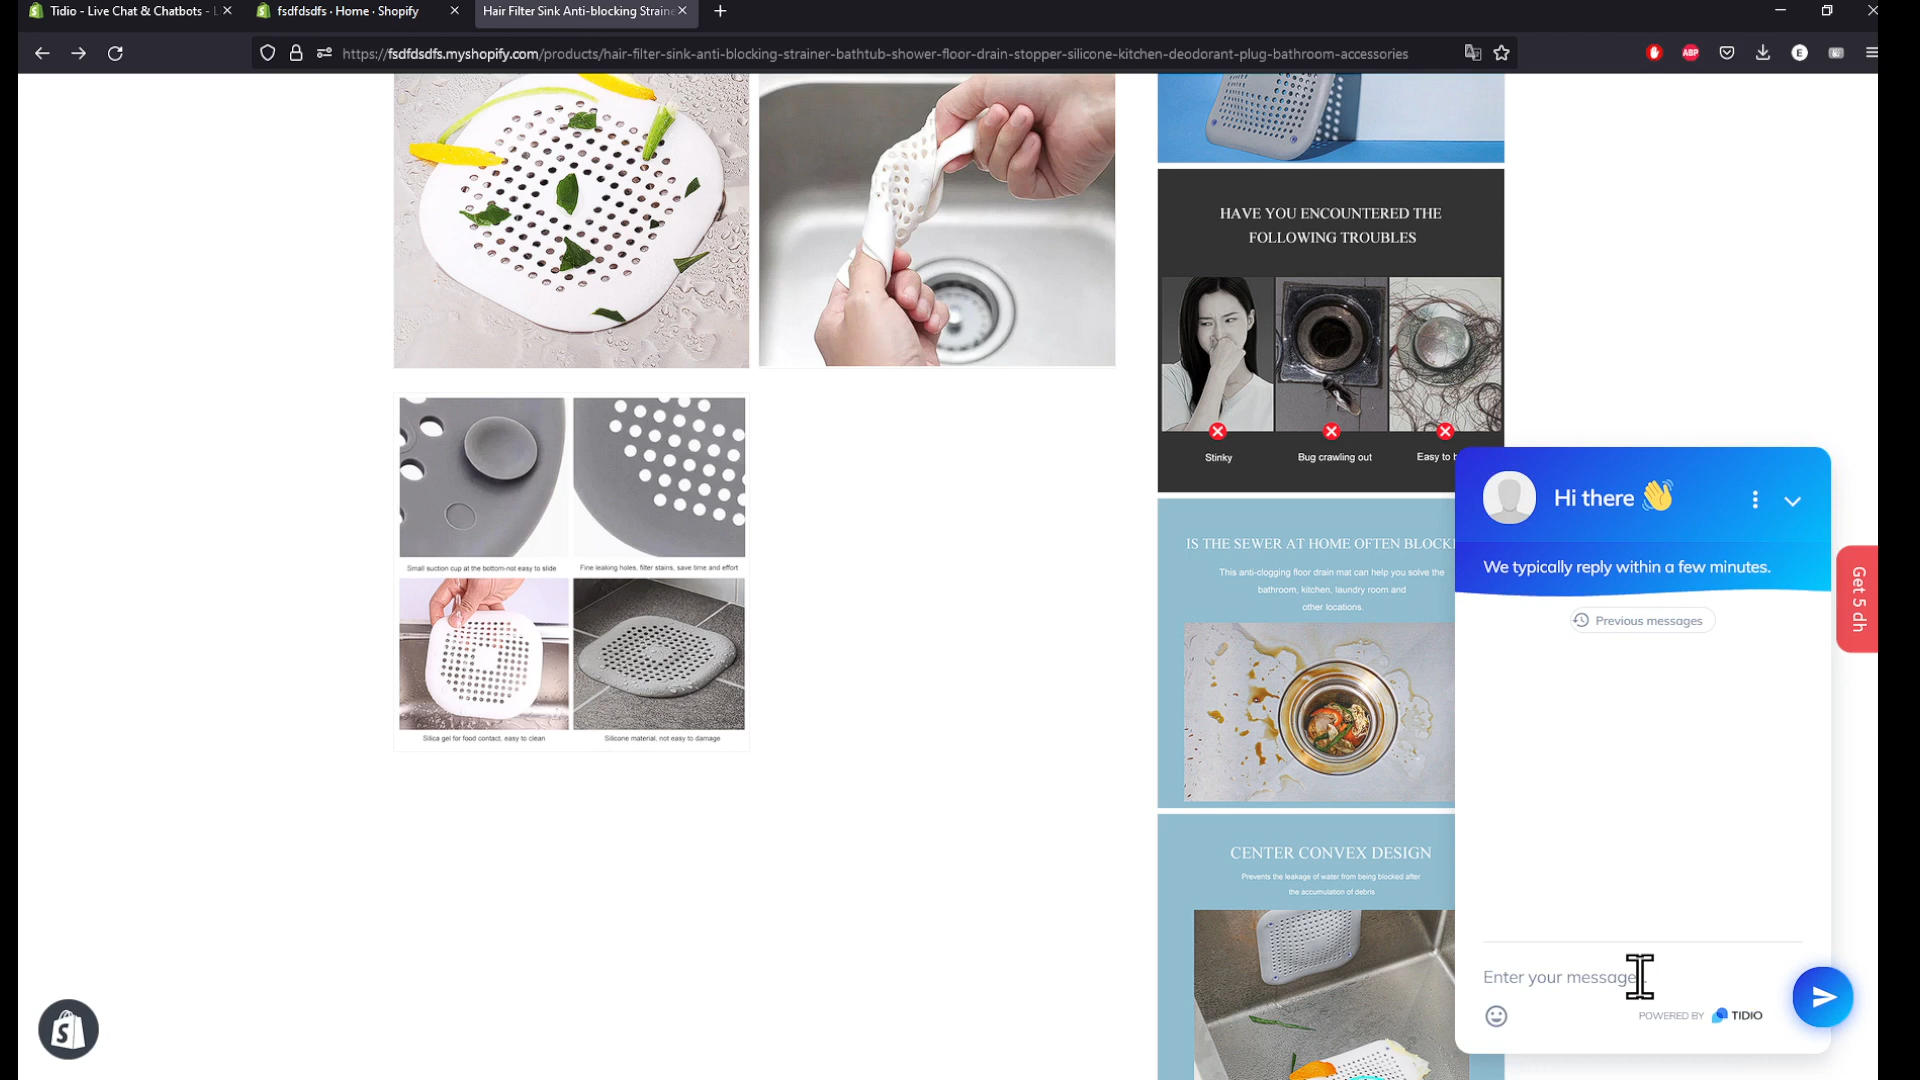 Tidio - Live Chat & Chatbots - L
fsdfdsdfs · Home · Shopify
Hair Filter Sink Anti-blocking Straine
https://fsdfdsdfs.myshopify.com/products/hair-filter-sink-anti-blocking-strainer-bathtub-shower-floor-drain-stopper-silicone-kitchen-deodorant-plug-bathroom-accessories
ABP
E
HAVE YOU ENCOUNTERED THE
FOLLOWING TROUBLES
Stinky
Bug crawling out
Easy to b
Small suction cup at the bottom-not easy to slide
Fine leaking holes, filter stains, save time and effort
Silica gel for food contact, easy to clean
Silicone material, not easy to damage
IS THE SEWER AT HOME OFTEN BLOCKE
This anti-clogging floor drain mat can help you solve the
bathroom, kitchen, laundry room and
other locations.
CENTER CONVEX DESIGN
Prevents the leakage of water from being blocked after
the accumulation of debris
Hi there 👋
We typically reply within a few minutes.
Previous messages
Enter your message
POWERED BY TIDIO
Get 5 dh